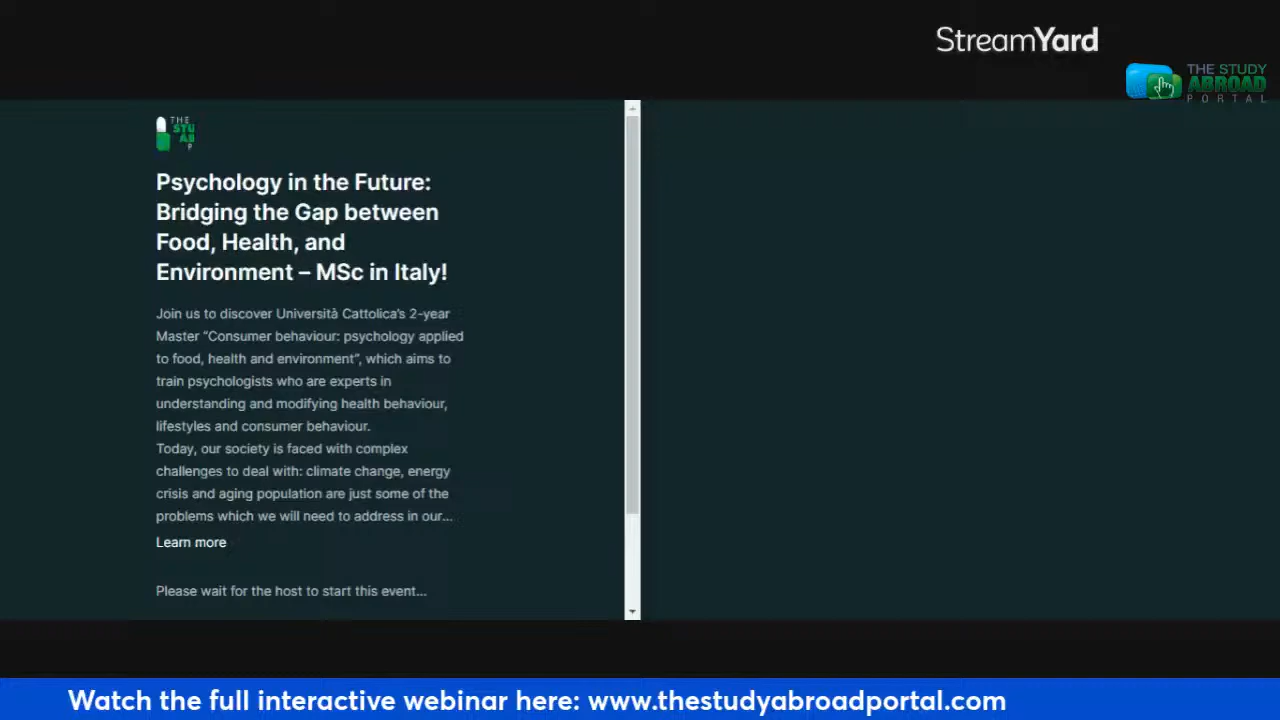 StreamYard
THE STUDY
ABROAD
PORTAL
THE
STU
AB
P
Psychology in the Future:
Bridging the Gap between
Food, Health, and
Environment – MSc in Italy!
Join us to discover Università Cattolica's 2-year
Master “Consumer behaviour: psychology applied
to food, health and environment”, which aims to
train psychologists who are experts in
understanding and modifying health behaviour,
lifestyles and consumer behaviour.
Today, our society is faced with complex
challenges to deal with: climate change, energy
crisis and aging population are just some of the
problems which we will need to address in our...
Learn more
Please wait for the host to start this event...
Watch the full interactive webinar here: www.thestudyabroadportal.com